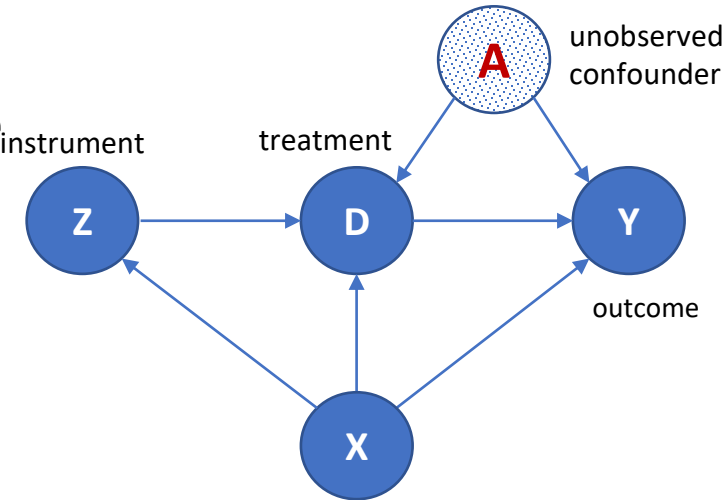 A
unobserved
confounder
instrument
treatment
Z
D
Y
outcome
X